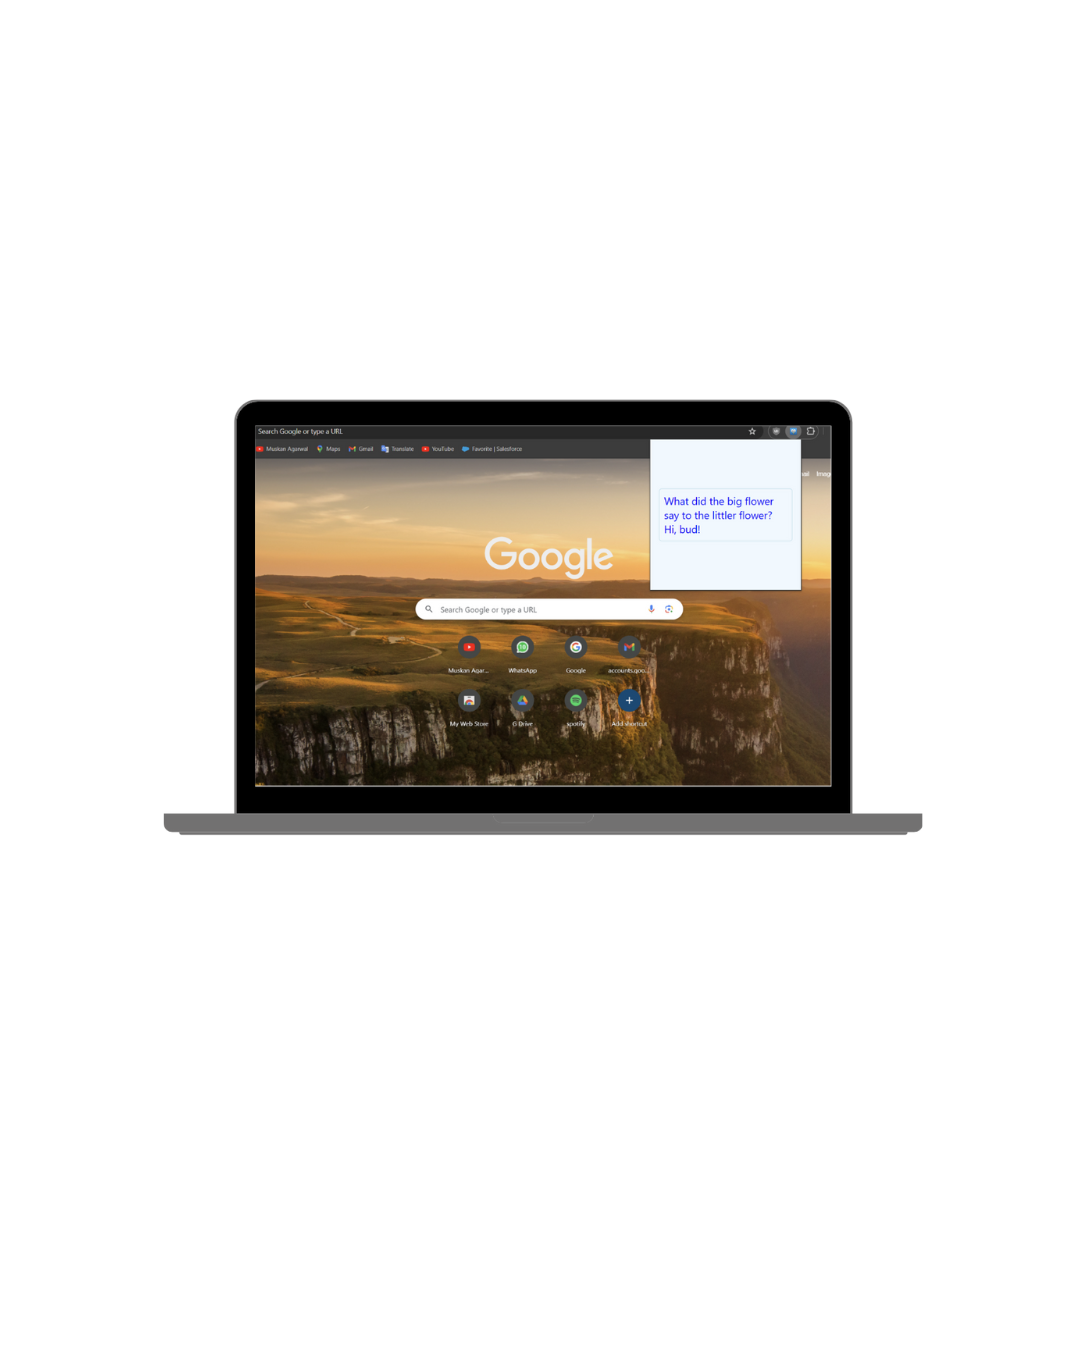 Search Google or type a URL
Muskan Agarwal Maps Gmail Translate YouTube Favorite | Salesforce
Imag
What did the big flower
say to the littler flower?
Hi, bud!
Google
Search Google or type a URL
Muskan Agar... WhatsApp Google accounts.goo...
My Web Store G Drive spotify Add shortcut